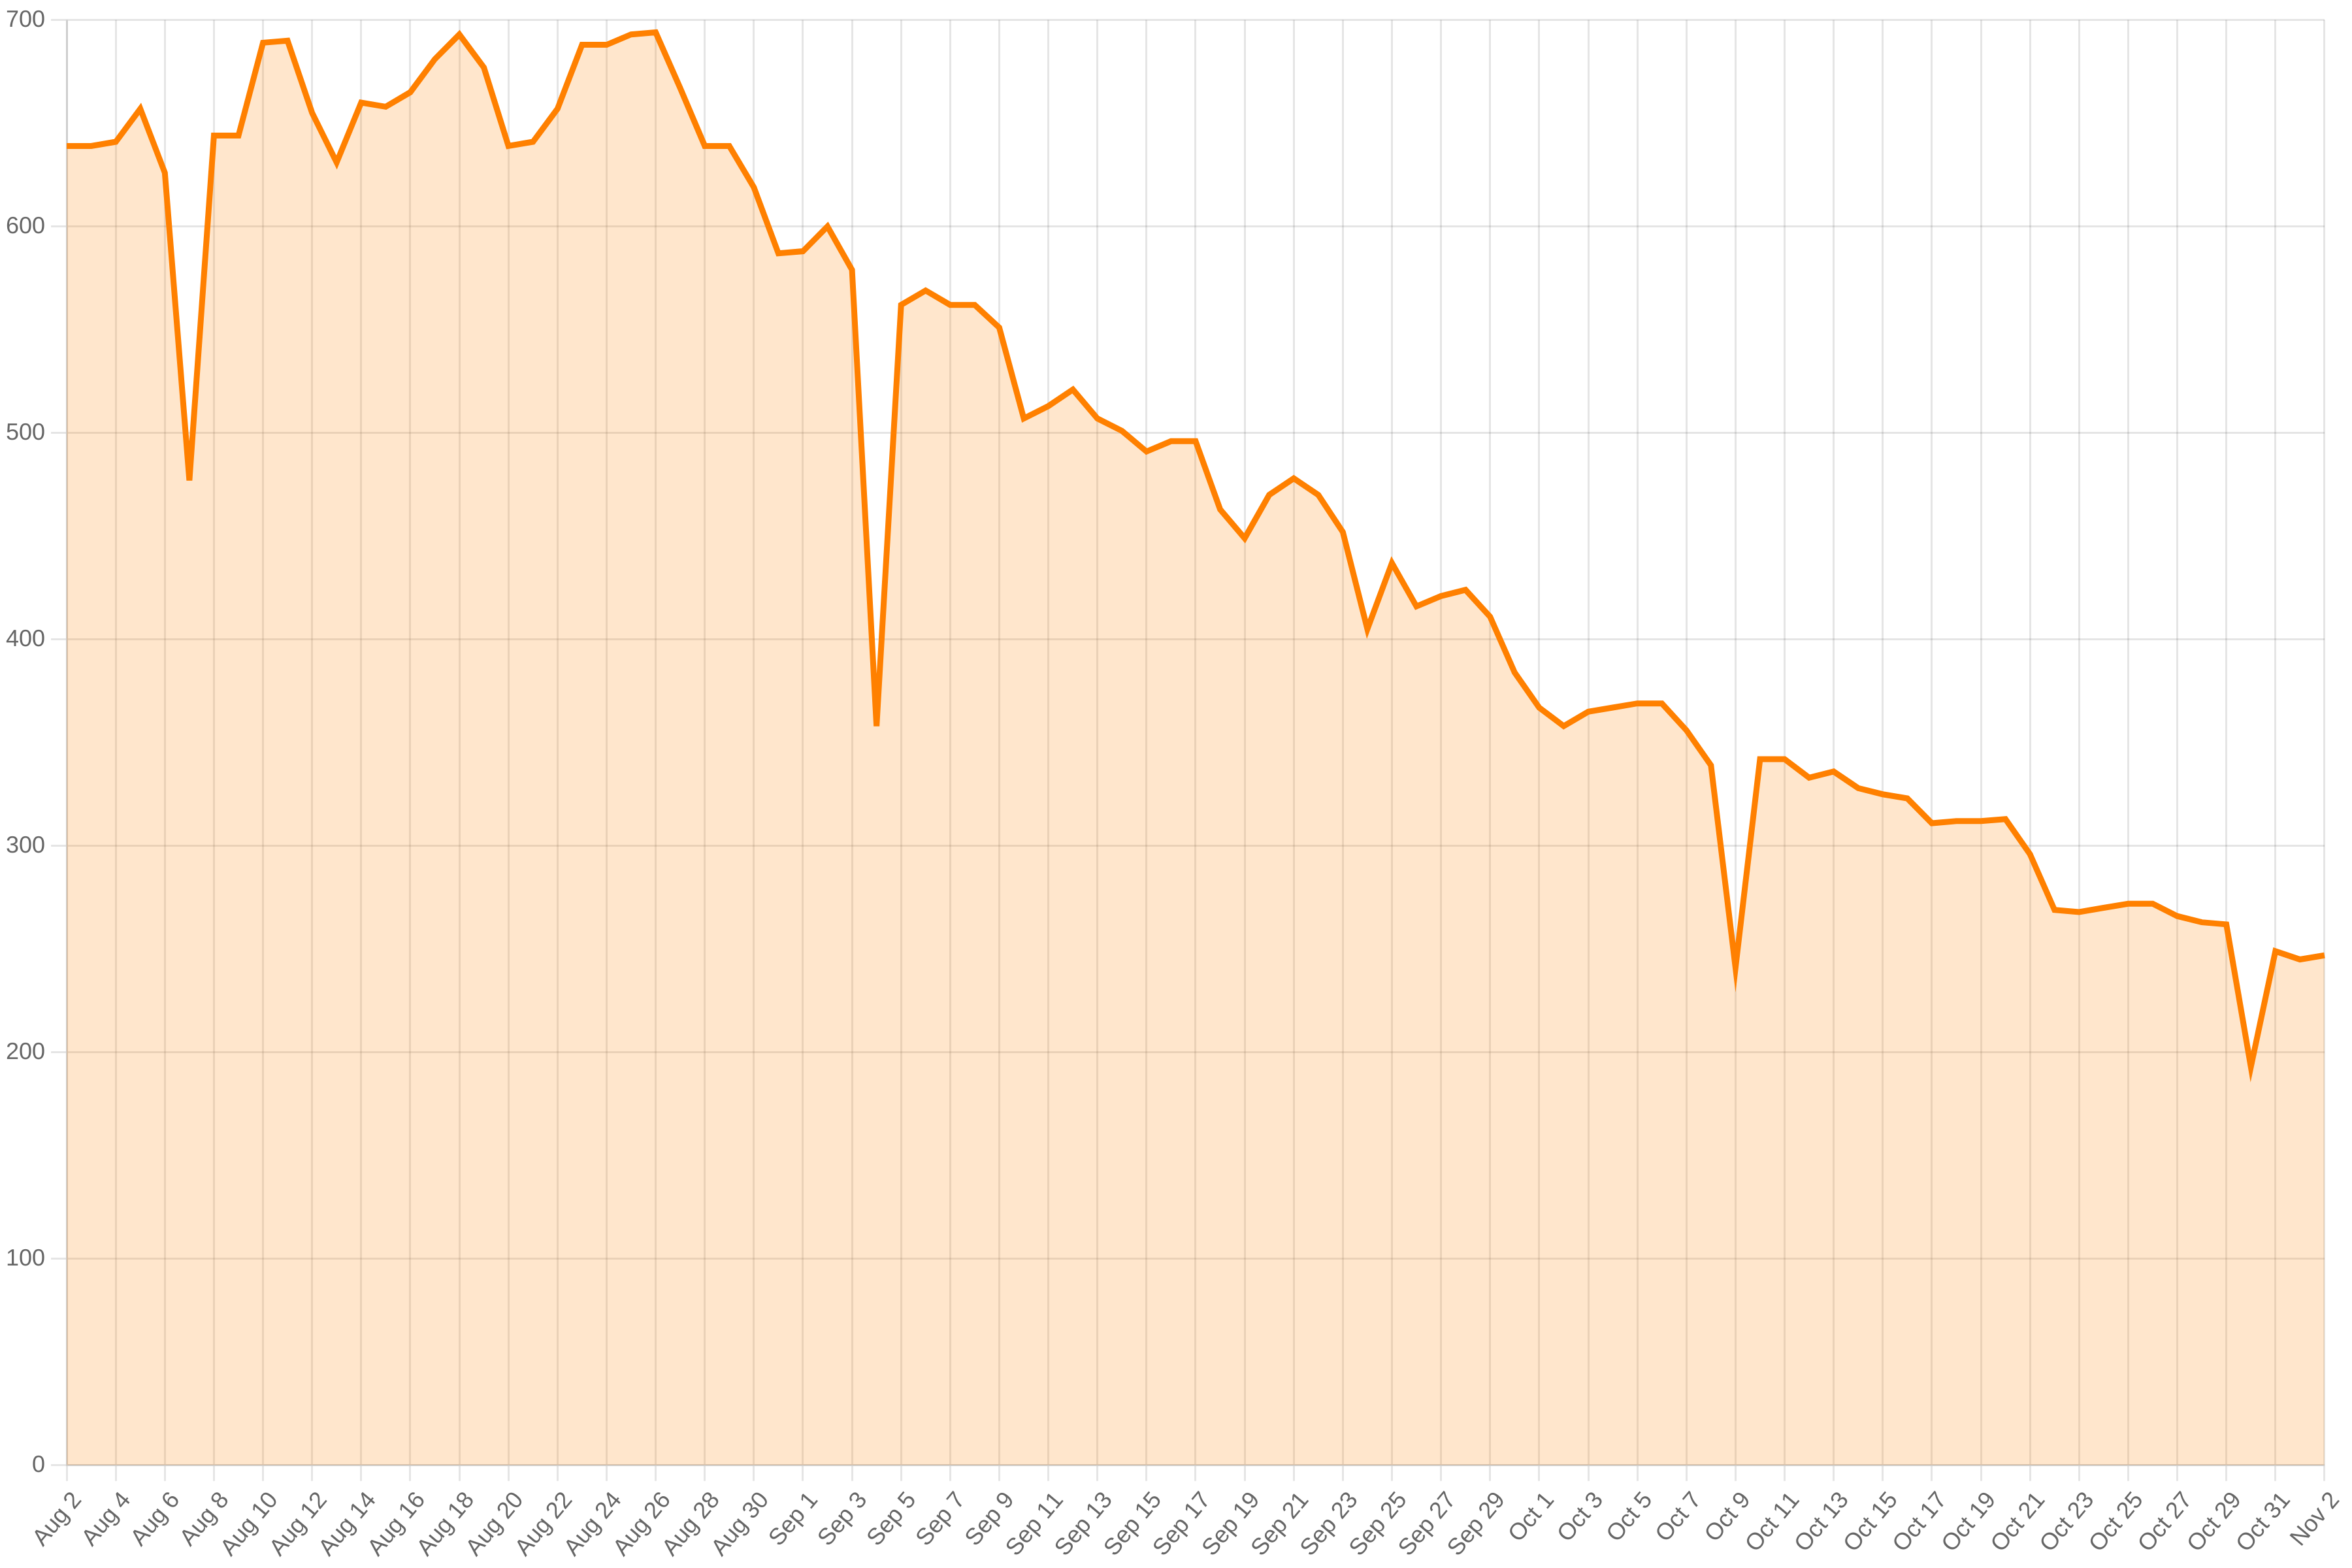 700
600
500
400
300
200
100
0
Aug 2
Aug 4
Aug 6
Aug 8
Aug 10
Aug 12
Aug 14
Aug 16
Aug 18
Aug 20
Aug 22
Aug 24
Aug 26
Aug 28
Aug 30
Sep 1
Sep 3
Sep 5
Sep 7
Sep 9
Sep 11
Sep 13
Sep 15
Sep 17
Sep 19
Sep 21
Sep 23
Sep 25
Sep 27
Sep 29
Oct 1
Oct 3
Oct 5
Oct 7
Oct 9
Oct 11
Oct 13
Oct 15
Oct 17
Oct 19
Oct 21
Oct 23
Oct 25
Oct 27
Oct 29
Oct 31
Nov 2